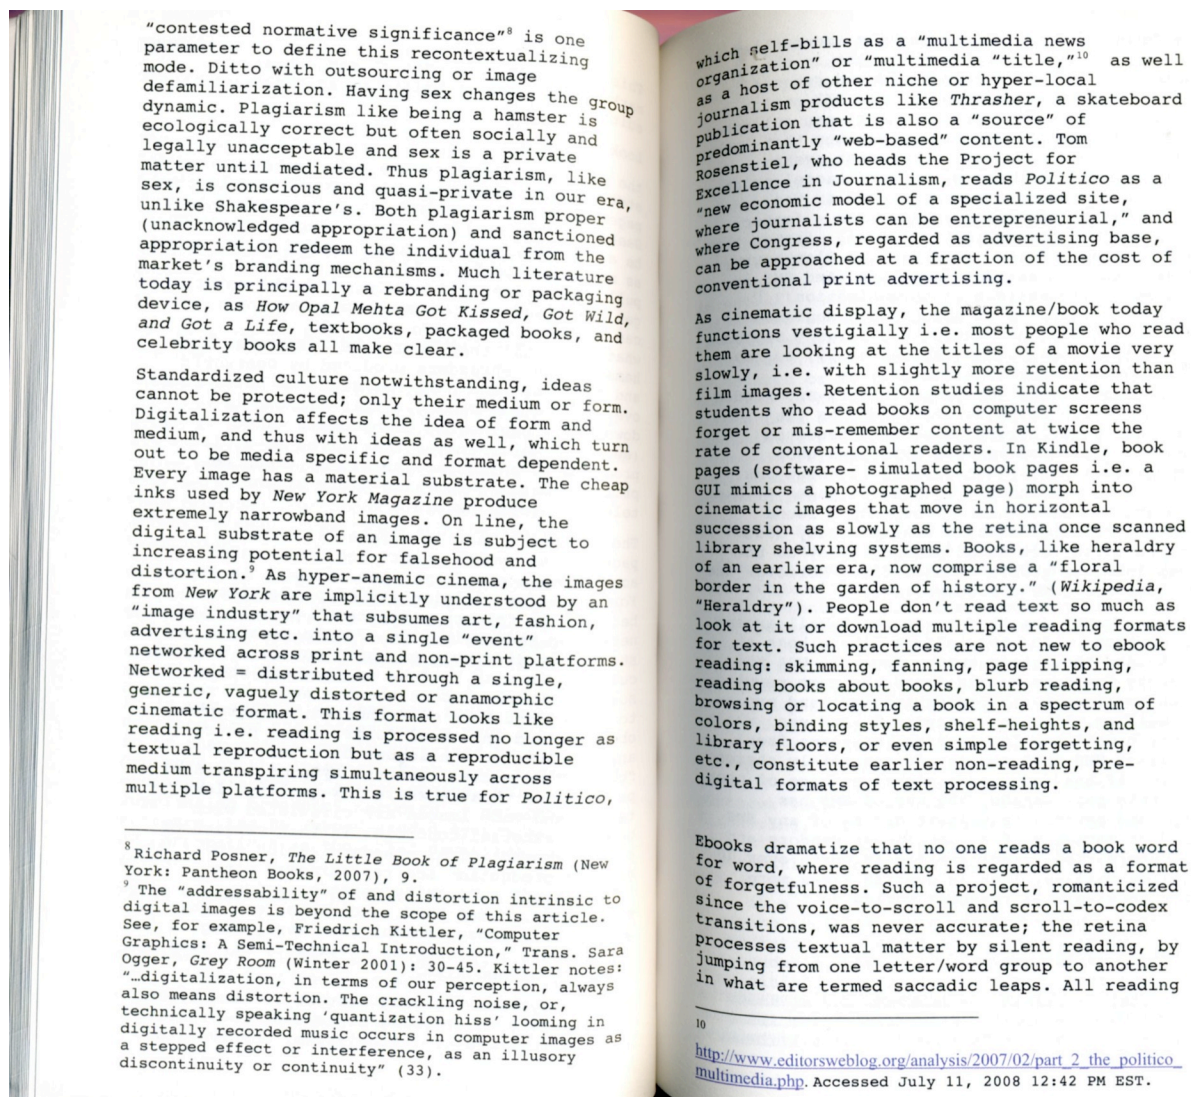 “contested normative significance”⁸ is one
parameter to define this recontextualizing
mode. Ditto with outsourcing or image
defamiliarization. Having sex changes the group
dynamic. Plagiarism like being a hamster is
ecologically correct but often socially and
legally unacceptable and sex is a private
matter until mediated. Thus plagiarism, like
sex, is conscious and quasi-private in our era,
unlike Shakespeare’s. Both plagiarism proper
(unacknowledged appropriation) and sanctioned
appropriation redeem the individual from the
market’s branding mechanisms. Much literature
today is principally a rebranding or packaging
device, as How Opal Mehta Got Kissed, Got Wild,
and Got a Life, textbooks, packaged books, and
celebrity books all make clear.
Standardized culture notwithstanding, ideas
cannot be protected; only their medium or form.
Digitalization affects the idea of form and
medium, and thus with ideas as well, which turn
out to be media specific and format dependent.
Every image has a material substrate. The cheap
inks used by New York Magazine produce
extremely narrowband images. On line, the
digital substrate of an image is subject to
increasing potential for falsehood and
distortion.⁹ As hyper-anemic cinema, the images
from New York are implicitly understood by an
“image industry” that subsumes art, fashion,
advertising etc. into a single “event”
networked across print and non-print platforms.
Networked = distributed through a single,
generic, vaguely distorted or anamorphic
cinematic format. This format looks like
reading i.e. reading is processed no longer as
textual reproduction but as a reproducible
medium transpiring simultaneously across
multiple platforms. This is true for Politico,
⁸ Richard Posner, The Little Book of Plagiarism (New
York: Pantheon Books, 2007), 9.
⁹ The “addressability” of and distortion intrinsic to
digital images is beyond the scope of this article.
See, for example, Friedrich Kittler, “Computer
Graphics: A Semi-Technical Introduction,” Trans. Sara
Ogger, Grey Room (Winter 2001): 30-45. Kittler notes:
“…digitalization, in terms of our perception, always
also means distortion. The crackling noise, or,
technically speaking ‘quantization hiss’ looming in
digitally recorded music occurs in computer images as
a stepped effect or interference, as an illusory
discontinuity or continuity” (33).
which self-bills as a “multimedia news
organization” or “multimedia “title,”¹⁰ as well
as a host of other niche or hyper-local
journalism products like Thrasher, a skateboard
publication that is also a “source” of
predominantly “web-based” content. Tom
Rosenstiel, who heads the Project for
Excellence in Journalism, reads Politico as a
“new economic model of a specialized site,
where journalists can be entrepreneurial,” and
where Congress, regarded as advertising base,
can be approached at a fraction of the cost of
conventional print advertising.
As cinematic display, the magazine/book today
functions vestigially i.e. most people who read
them are looking at the titles of a movie very
slowly, i.e. with slightly more retention than
film images. Retention studies indicate that
students who read books on computer screens
forget or mis-remember content at twice the
rate of conventional readers. In Kindle, book
pages (software- simulated book pages i.e. a
GUI mimics a photographed page) morph into
cinematic images that move in horizontal
succession as slowly as the retina once scanned
library shelving systems. Books, like heraldry
of an earlier era, now comprise a “floral
border in the garden of history.” (Wikipedia,
“Heraldry”). People don’t read text so much as
look at it or download multiple reading formats
for text. Such practices are not new to ebook
reading: skimming, fanning, page flipping,
reading books about books, blurb reading,
browsing or locating a book in a spectrum of
colors, binding styles, shelf-heights, and
library floors, or even simple forgetting,
etc., constitute earlier non-reading, pre-
digital formats of text processing.
Ebooks dramatize that no one reads a book word
for word, where reading is regarded as a format
of forgetfulness. Such a project, romanticized
since the voice-to-scroll and scroll-to-codex
transitions, was never accurate; the retina
processes textual matter by silent reading, by
jumping from one letter/word group to another
in what are termed saccadic leaps. All reading
10
http://www.editorsweblog.org/analysis/2007/02/part_2_the_politico_
multimedia.php. Accessed July 11, 2008 12:42 PM EST.